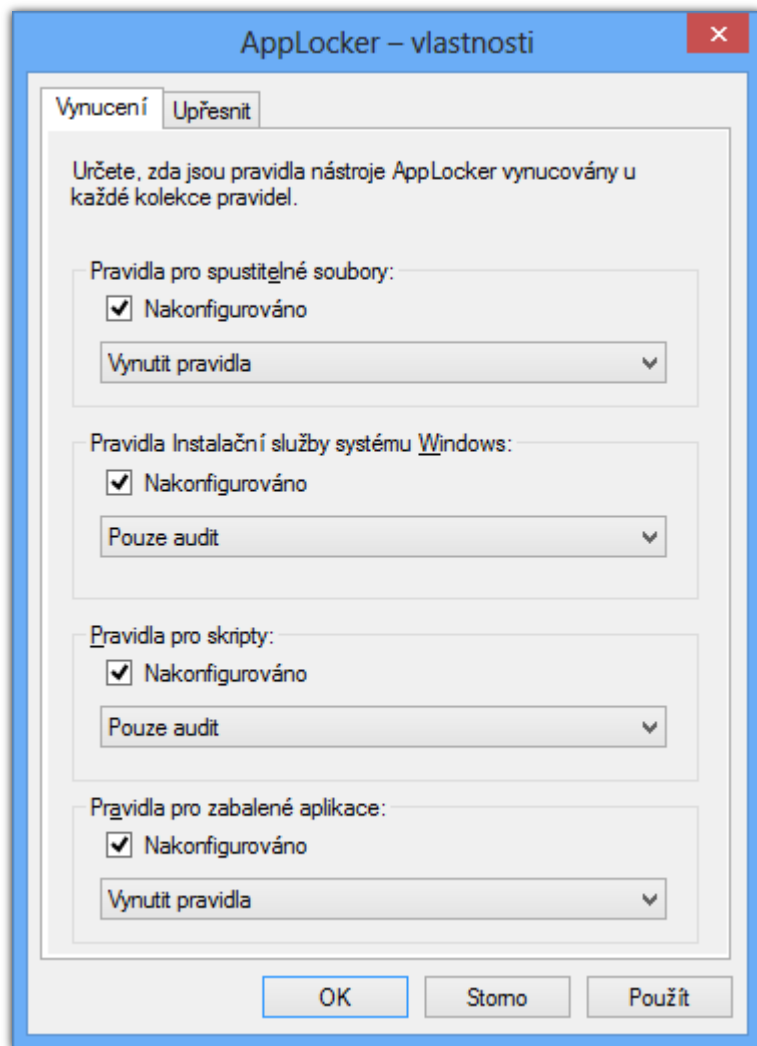 AppLocker – vlastnosti
Vynucení
Upřesnit
Určete, zda jsou pravidla nástroje AppLocker vynucovány u
každé kolekce pravidel.
Pravidla pro spustitelné soubory:
Nakonfigurováno
Vynutit pravidla
Pravidla Instalační služby systému Windows:
Nakonfigurováno
Pouze audit
Pravidla pro skripty:
Nakonfigurováno
Pouze audit
Pravidla pro zabalené aplikace:
Nakonfigurováno
Vynutit pravidla
OK
Storno
Použít